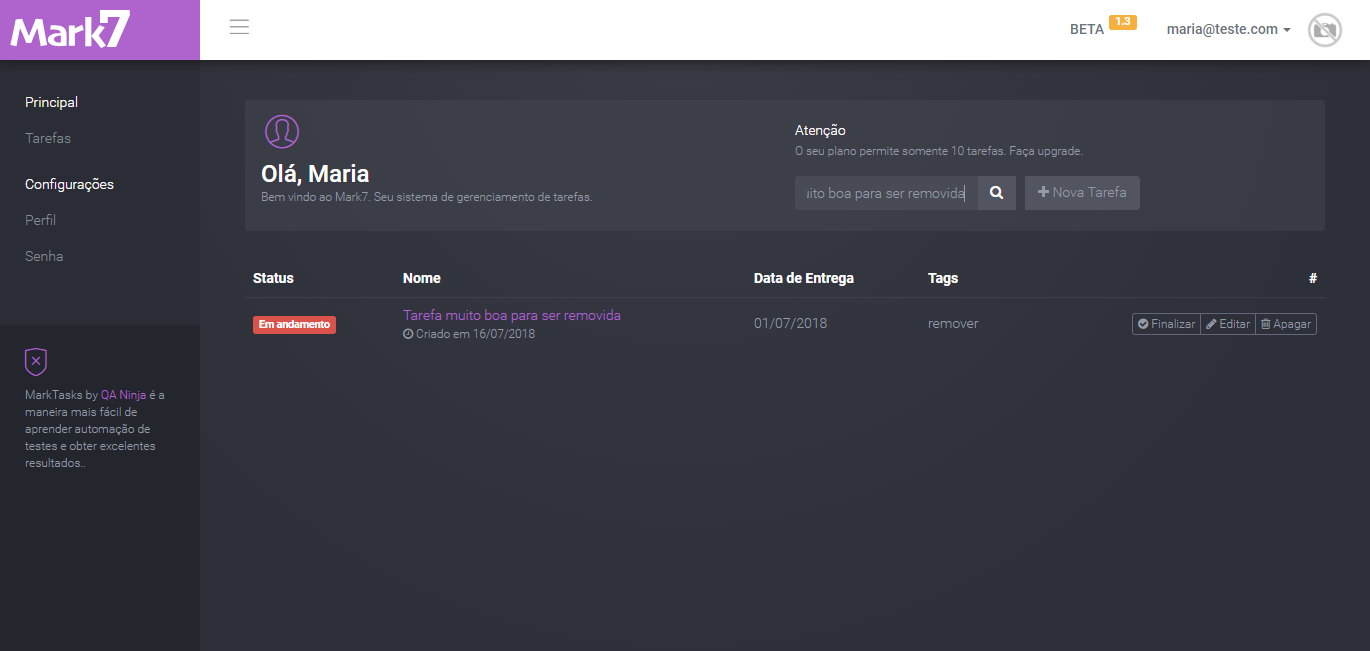 Mark7
BETA 1.3
maria@teste.com
Principal
Tarefas
Configurações
Perfil
Senha
MarkTasks by QA Ninja é a
maneira mais fácil de
aprender automação de
testes e obter excelentes
resultados..
Olá, Maria
Bem vindo ao Mark7. Seu sistema de gerenciamento de tarefas.
Atenção
O seu plano permite somente 10 tarefas. Faça upgrade.
uito boa para ser removida
Nova Tarefa
Status Nome Data de Entrega Tags #
Em andamento
Tarefa muito boa para ser removida
Criado em 16/07/2018
01/07/2018
remover
Finalizar Editar Apagar